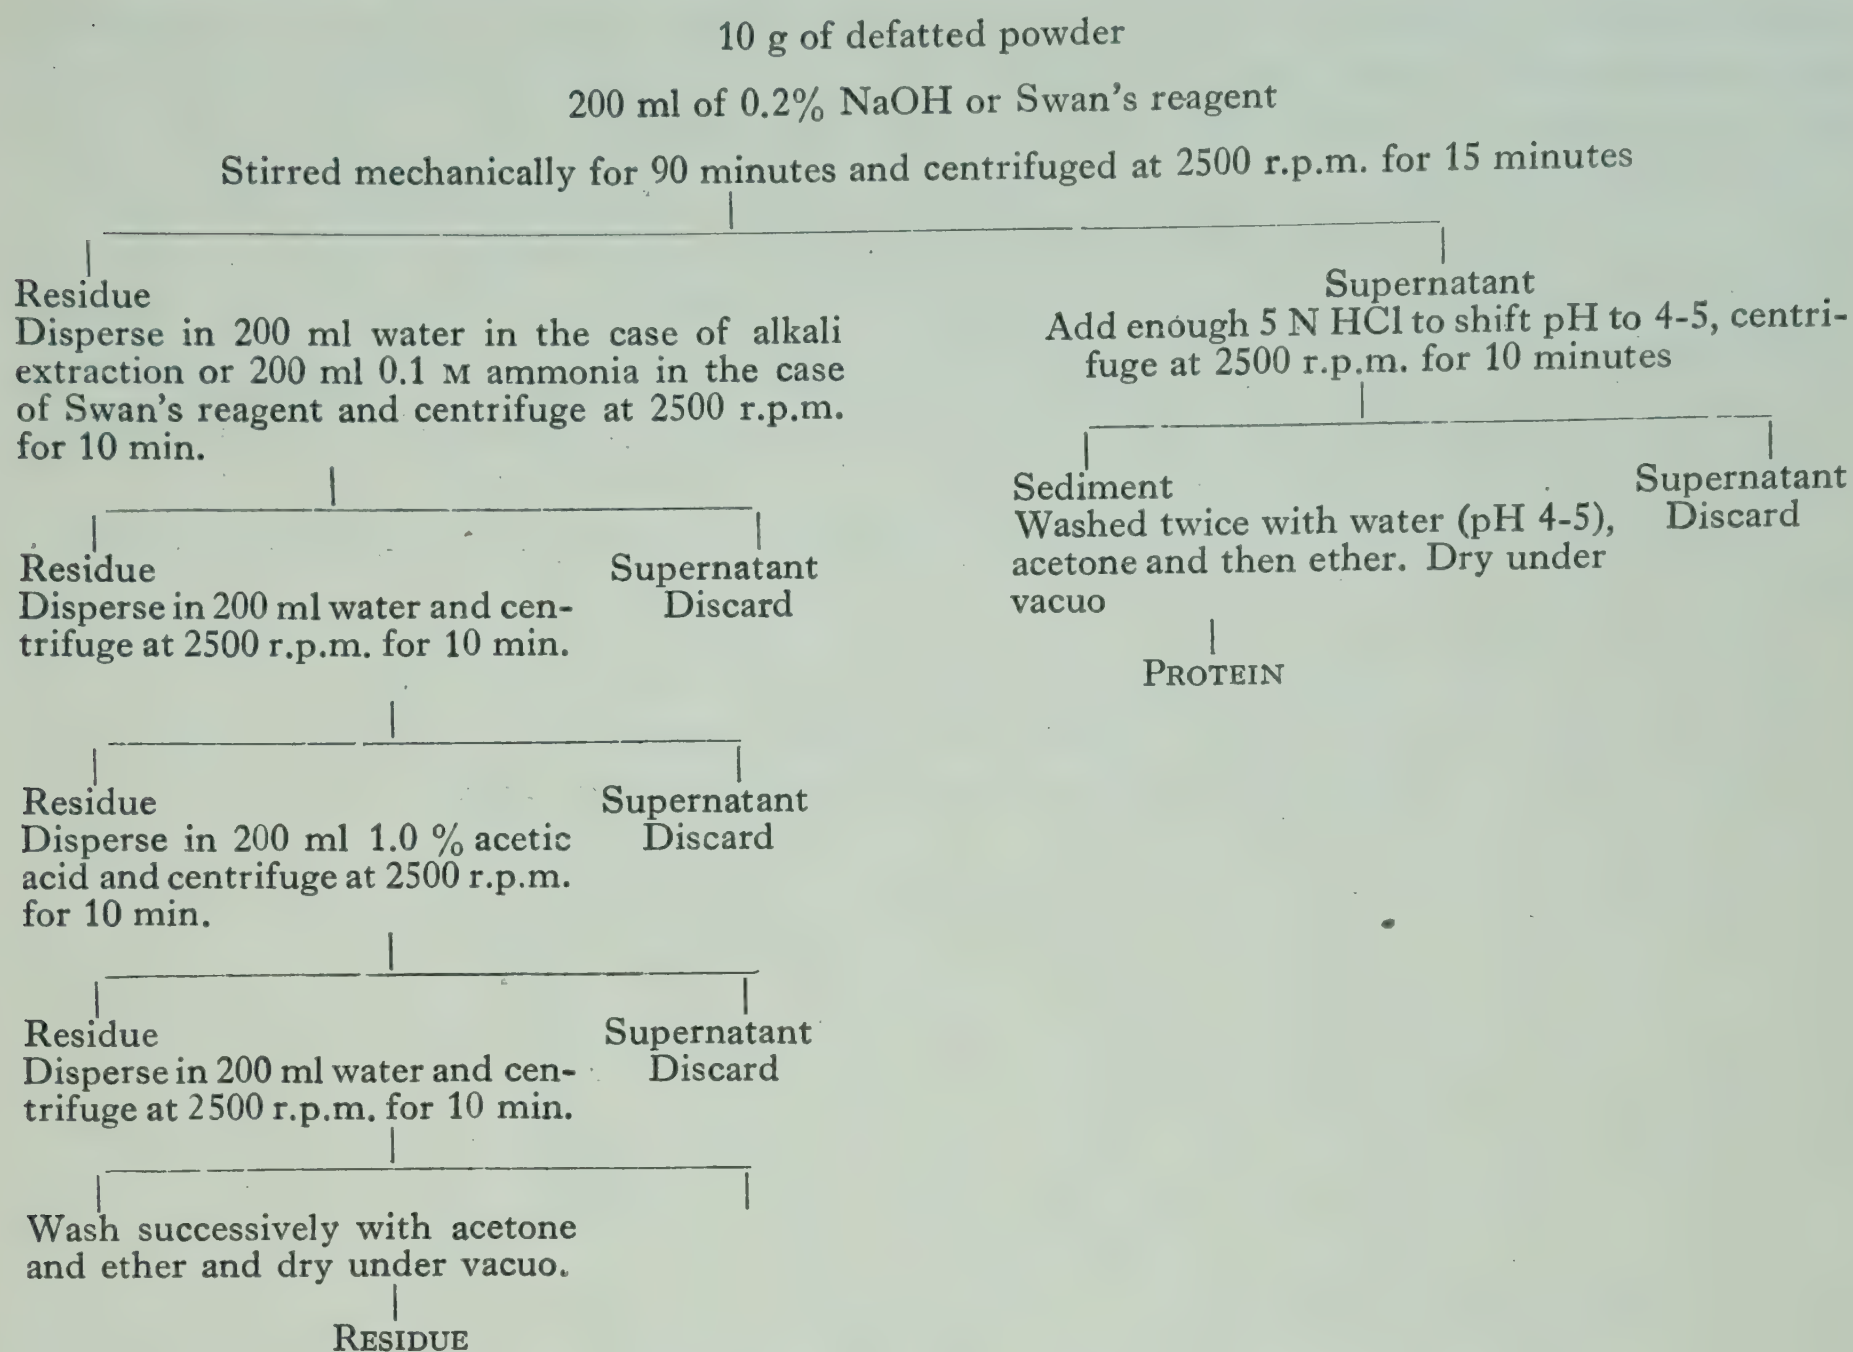 10 g of defatted powder
200 ml of 0.2% NaOH or Swan's reagent
Stirred mechanically for 90 minutes and centrifuged at 2500 r.p.m. for 15 minutes
Residue
Disperse in 200 ml water in the case of alkali
extraction or 200 ml 0.1 M ammonia in the case
of Swan's reagent and centrifuge at 2500 r.p.m.
for 10 min.
Supernatant
Add enough 5 N HCl to shift pH to 4-5, centri-
fuge at 2500 r.p.m. for 10 minutes
Sediment
Washed twice with water (pH 4-5),
acetone and then ether. Dry under
vacuo
Supernatant
Discard
PROTEIN
Residue
Disperse in 200 ml water and cen-
trifuge at 2500 r.p.m. for 10 min.
Supernatant
Discard
Residue
Disperse in 200 ml 1.0 % acetic
acid and centrifuge at 2500 r.p.m.
for 10 min.
Supernatant
Discard
Residue
Disperse in 200 ml water and cen-
trifuge at 2500 r.p.m. for 10 min.
Supernatant
Discard
Wash successively with acetone
and ether and dry under vacuo.
RESIDUE